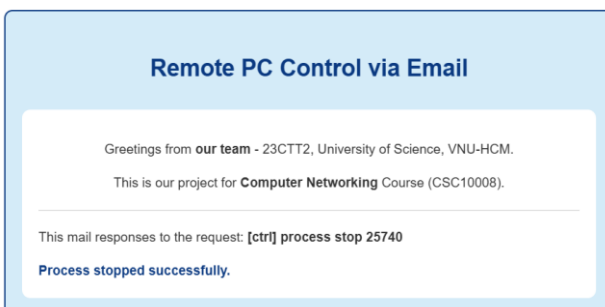 Remote PC Control via Email
Greetings from our team - 23CTT2, University of Science, VNU-HCM.
This is our project for Computer Networking Course (CSC10008).
This mail responses to the request: [ctrl] process stop 25740
Process stopped successfully.